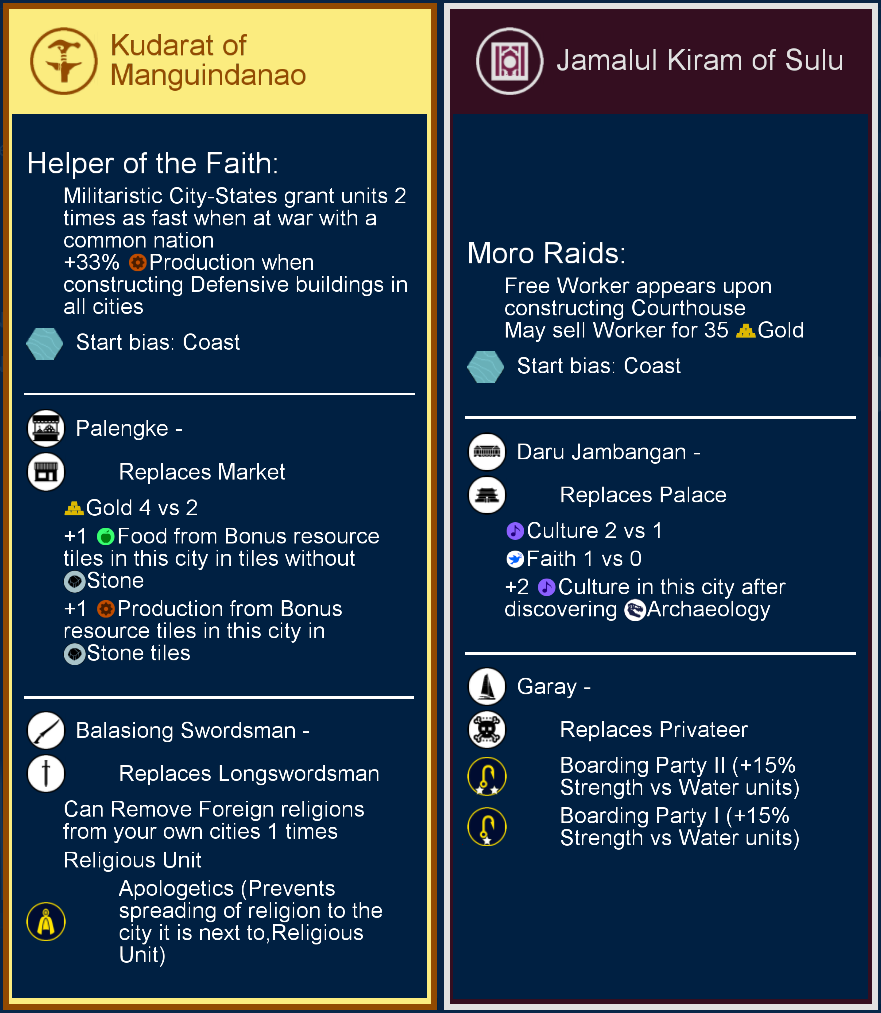 Kudarat of
Manguindanao
Helper of the Faith:
Militaristic City-States grant units 2
times as fast when at war with a
common nation
+33% Production when
constructing Defensive buildings in
all cities
Start bias: Coast
Palengke -
Replaces Market
Gold 4 vs 2
+1 Food from Bonus resource
tiles in this city in tiles without
Stone
+1 Production from Bonus
resource tiles in this city in
Stone tiles
Balasiong Swordsman -
Replaces Longswordsman
Can Remove Foreign religions
from your own cities 1 times
Religious Unit
Apologetics (Prevents
spreading of religion to the
city it is next to,Religious
Unit)
Jamalul Kiram of Sulu
Moro Raids:
Free Worker appears upon
constructing Courthouse
May sell Worker for 35 Gold
Start bias: Coast
Daru Jambangan -
Replaces Palace
Culture 2 vs 1
Faith 1 vs 0
+2 Culture in this city after
discovering Archaeology
Garay -
Replaces Privateer
Boarding Party II (+15%
Strength vs Water units)
Boarding Party I (+15%
Strength vs Water units)